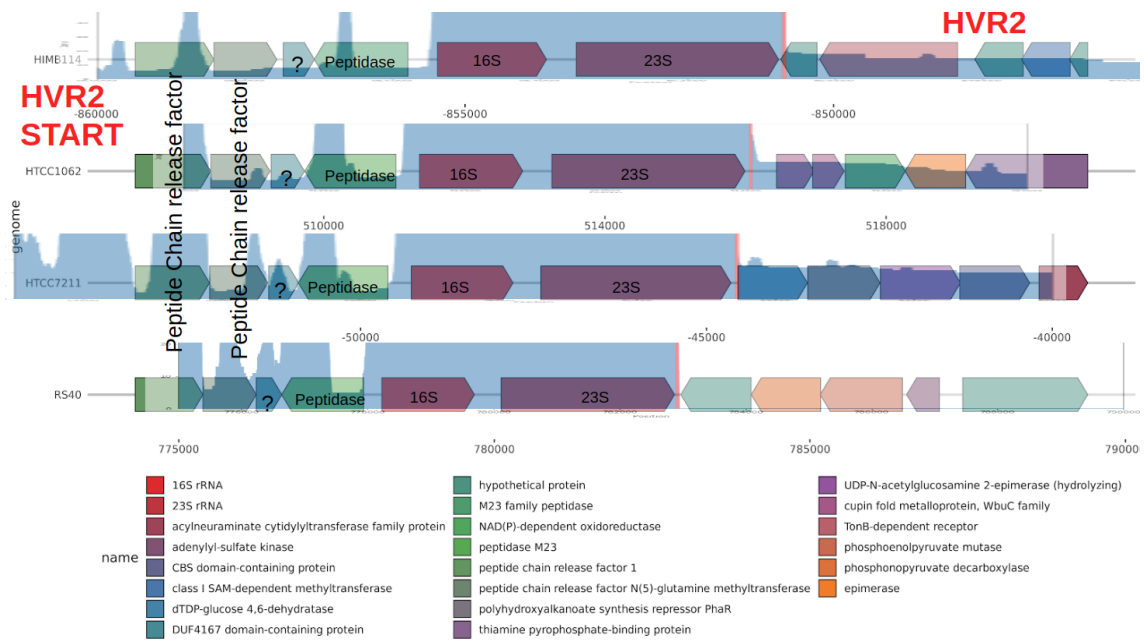 HVR2
HIMB114
?
Peptidase
16S
23S
HVR2
START
-860000
-855000
-850000
Peptide Chain release factor
Peptide Chain release factor
HTCC1062
?
Peptidase
16S
23S
genome
510000
514000
518000
HTCC7211
?
Peptidase
16S
23S
-50000
-45000
-40000
RS40
?
Peptidase
16S
23S
775000
780000
785000
790000
name
16S rRNA
23S rRNA
acylneuraminate cytidylyltransferase family protein
adenylyl-sulfate kinase
CBS domain-containing protein
class I SAM-dependent methyltransferase
dTDP-glucose 4,6-dehydratase
DUF4167 domain-containing protein
hypothetical protein
M23 family peptidase
NAD(P)-dependent oxidoreductase
peptidase M23
peptide chain release factor 1
peptide chain release factor N(5)-glutamine methyltransferase
polyhydroxyalkanoate synthesis repressor PhaR
thiamine pyrophosphate-binding protein
UDP-N-acetylglucosamine 2-epimerase (hydrolyzing)
cupin fold metalloprotein, WbuC family
TonB-dependent receptor
phosphoenolpyruvate mutase
phosphonopyruvate decarboxylase
epimerase